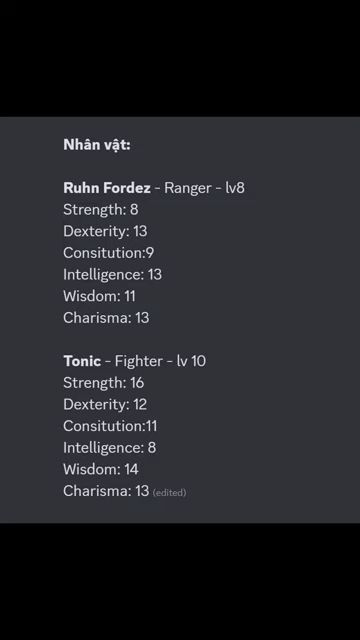 Nhân vật:
Ruhn Fordez - Ranger - lv8
Strength: 8
Dexterity: 13
Consitution:9
Intelligence: 13
Wisdom: 11
Charisma: 13
Tonic - Fighter - lv 10
Strength: 16
Dexterity: 12
Consitution:11
Intelligence: 8
Wisdom: 14
Charisma: 13 (edited)